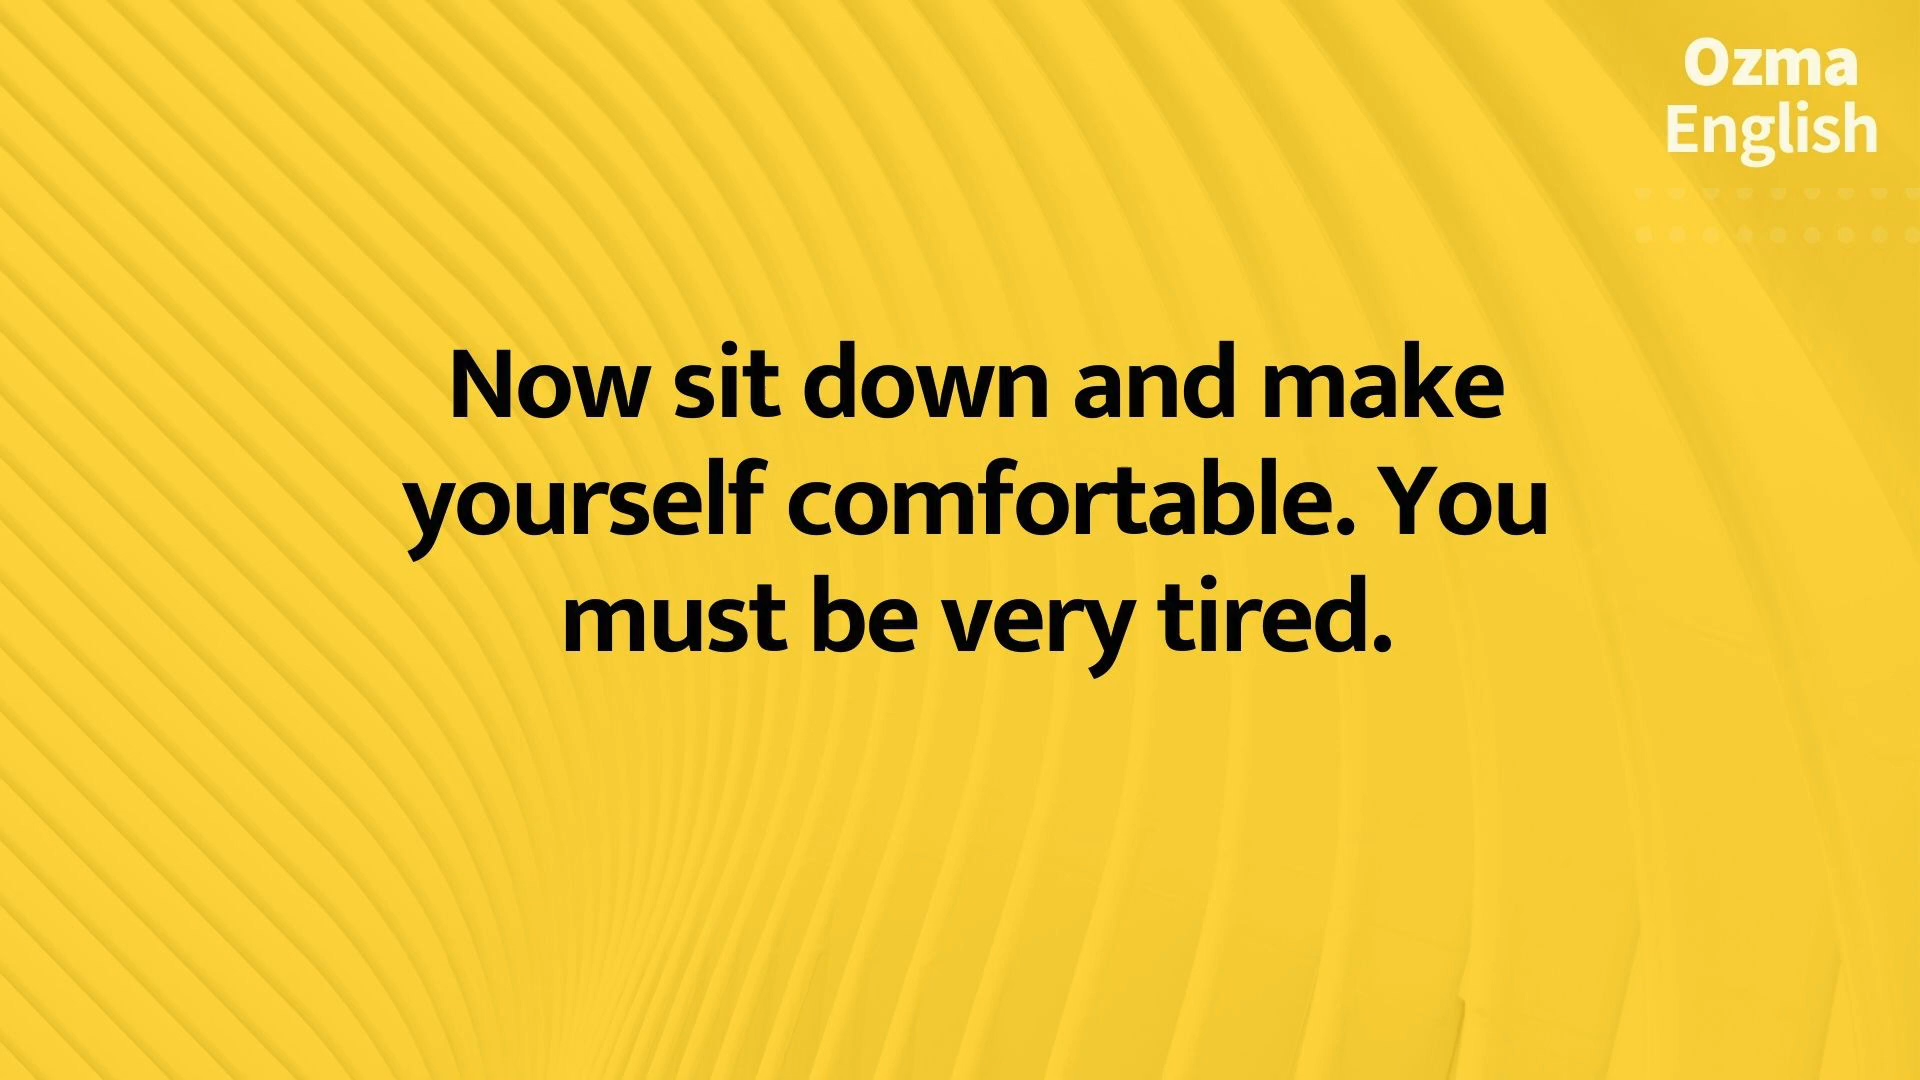 Ozma
English
Now sit down and make
yourself comfortable. You
must be very tired.